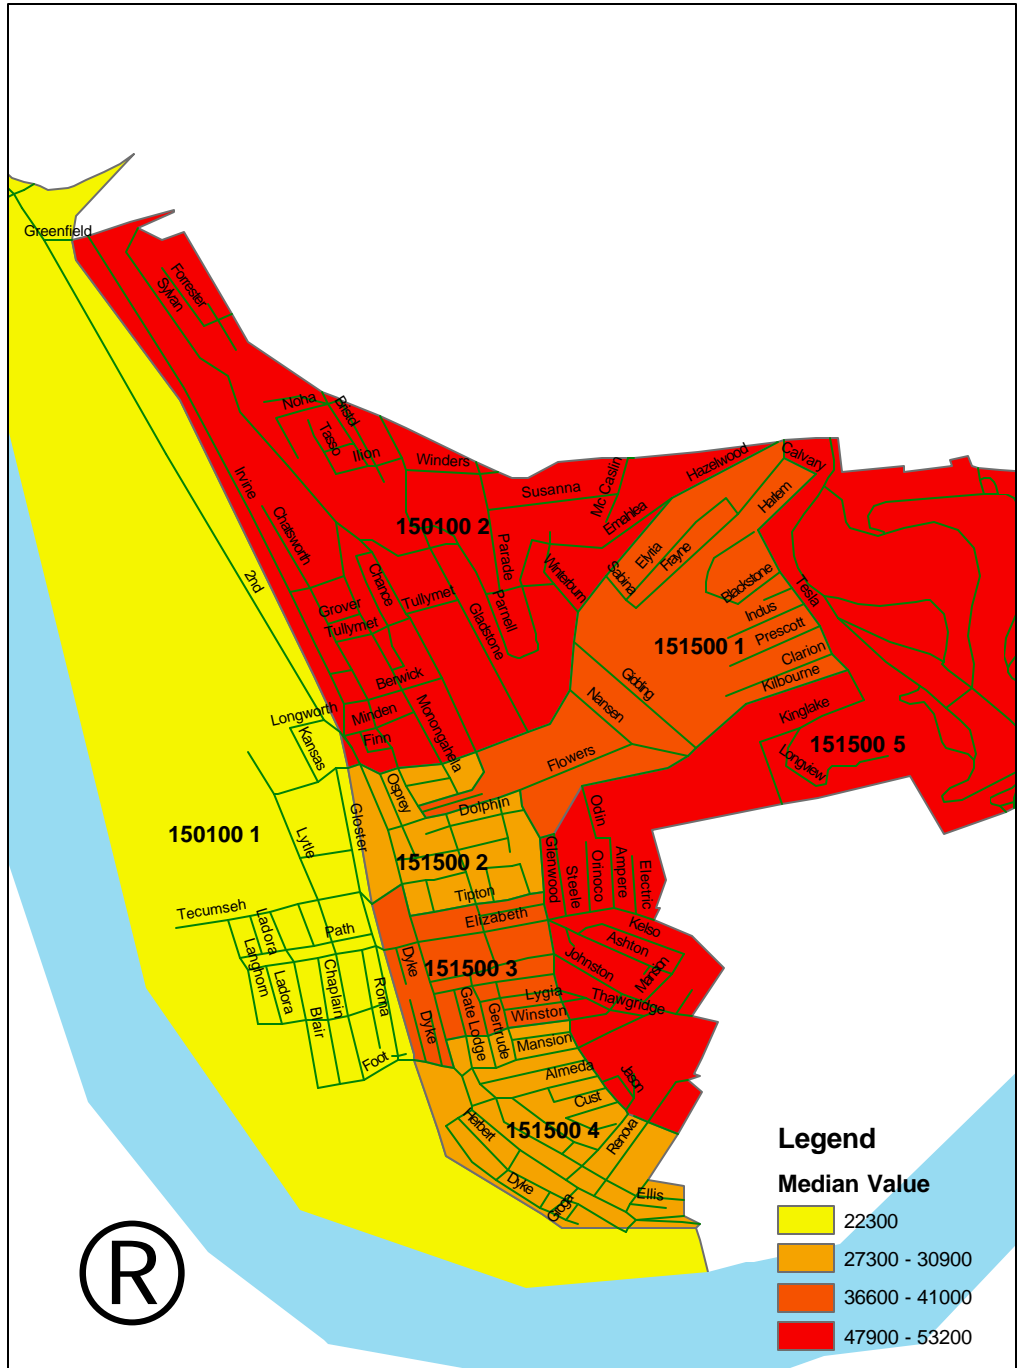 Greenfield
Forrester
Sylvan
Noha
Bristol
Tasso
Ilion
Winders
Hazelwood
Calvary
Irvine
Chatsworth
150100 2
Susanna
Mc Caslin
Emahlea
Harlem
Parade
Winterburn
Elyria
Frayne
Sabina
Blackstone
Tesla
2nd
Chance
Grover
Tullymet
Tullymet
Parnell
Gladstone
Indus
Prescott
151500 1
Clarion
Kilbourne
Berwick
Gidding
Nansen
Longworth
Minden
Monongahela
Kinglake
Finn
Kansas
Flowers
151500 5
Longview
Osprey
Dolphin
Odin
Gloster
150100 1
Lytle
151500 2
Glenwood
Steele
Orinoco
Ampere
Electric
Tipton
Tecumseh
Elizabeth
Ladora
Path
Kelso
Ashton
Langhorn
Dyke
151500 3
Johnston
Mansion
Ladora
Chaplain
Roma
Lygia
Thawgridge
Blair
Dyke
Gate Lodge
Gertrude
Winston
Mansion
Foot
Almeda
Jason
Cust
Herbert
151500 4
Renova
Dyke
Gloga
Ellis
Legend
Median Value
22300
27300 - 30900
36600 - 41000
47900 - 53200
®